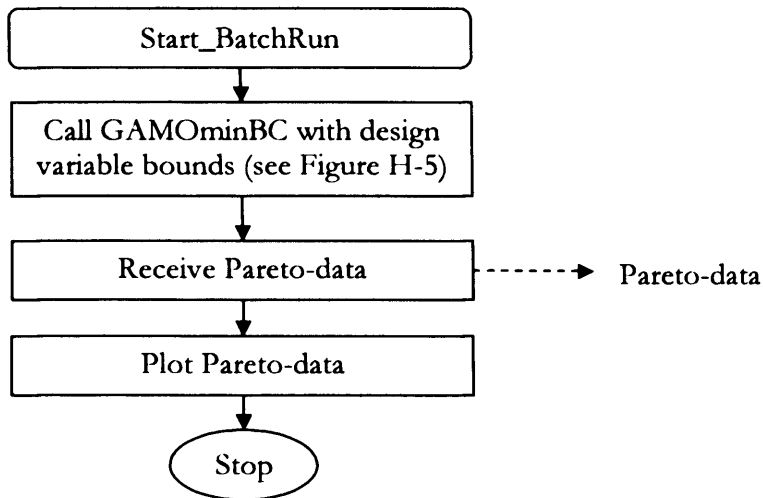 Start_BatchRun
Call GAMOminBC with design
variable bounds (see Figure H-5)
Receive Pareto-data
Pareto-data
Plot Pareto-data
Stop